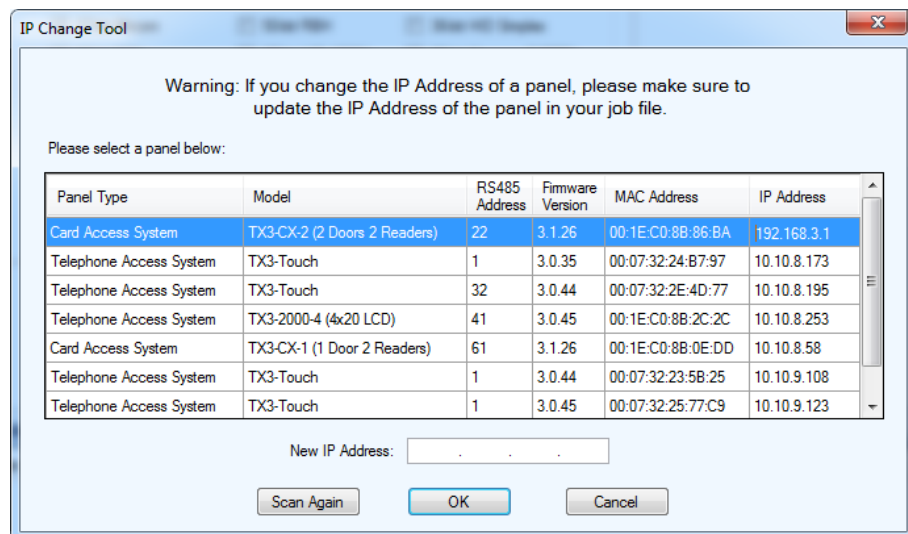 IP Change Tool
Warning: If you change the IP Address of a panel, please make sure to
update the IP Address of the panel in your job file.
Please select a panel below:
Panel Type Model RS485 Address Firmware Version MAC Address IP Address
Card Access System TX3-CX-2 (2 Doors 2 Readers) 22 3.1.26 00:1E:C0:8B:86:BA 192.168.3.1
Telephone Access System TX3-Touch 1 3.0.35 00:07:32:24:B7:97 10.10.8.173
Telephone Access System TX3-Touch 32 3.0.44 00:07:32:2E:4D:77 10.10.8.195
Telephone Access System TX3-2000-4 (4x20 LCD) 41 3.0.45 00:1E:C0:8B:2C:2C 10.10.8.253
Card Access System TX3-CX-1 (1 Door 2 Readers) 61 3.1.26 00:1E:C0:8B:0E:DD 10.10.8.58
Telephone Access System TX3-Touch 1 3.0.44 00:07:32:23:5B:25 10.10.9.108
Telephone Access System TX3-Touch 1 3.0.45 00:07:32:25:77:C9 10.10.9.123
New IP Address: . . .
Scan Again OK Cancel